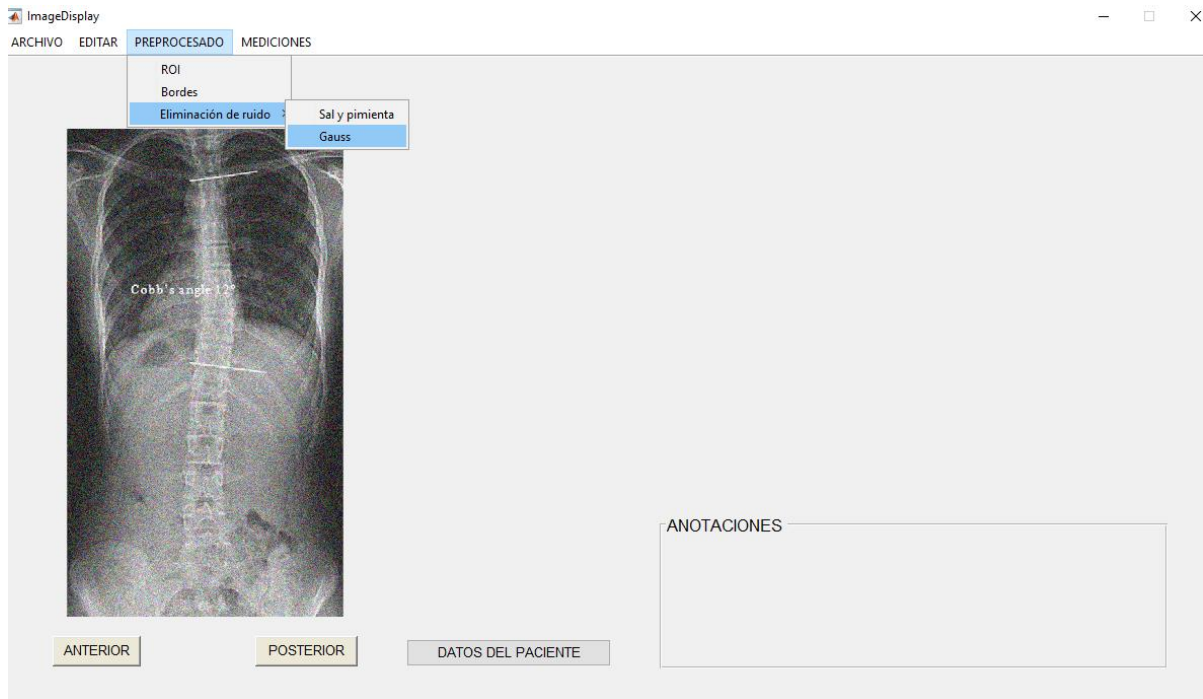 ImageDisplay
ARCHIVO EDITAR PREPROCESADO MEDICIONES
ROI
Bordes
Eliminación de ruido >
Sal y pimienta
Gauss
Cobb's angle 12º
ANOTACIONES
ANTERIOR
POSTERIOR
DATOS DEL PACIENTE